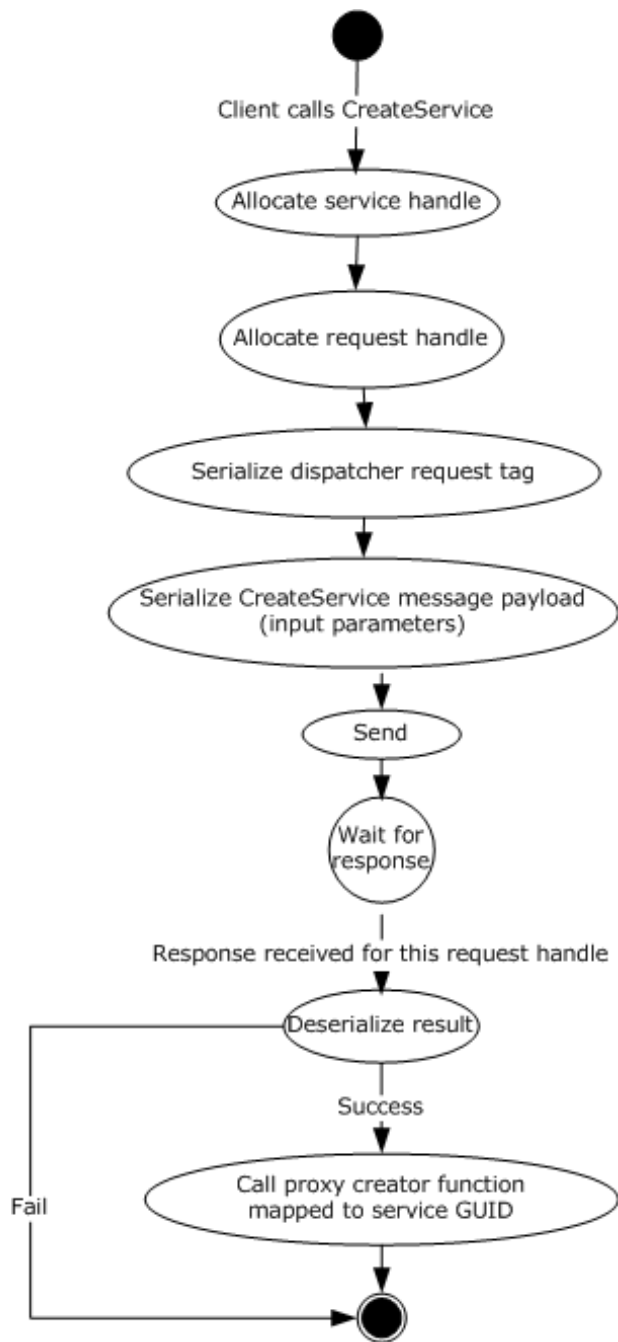 Client calls CreateService
Allocate service handle
Allocate request handle
Serialize dispatcher request tag
Serialize CreateService message payload
(input parameters)
Send
Wait for
response
Response received for this request handle
Deserialize result
Success
Call proxy creator function
mapped to service GUID
Fail